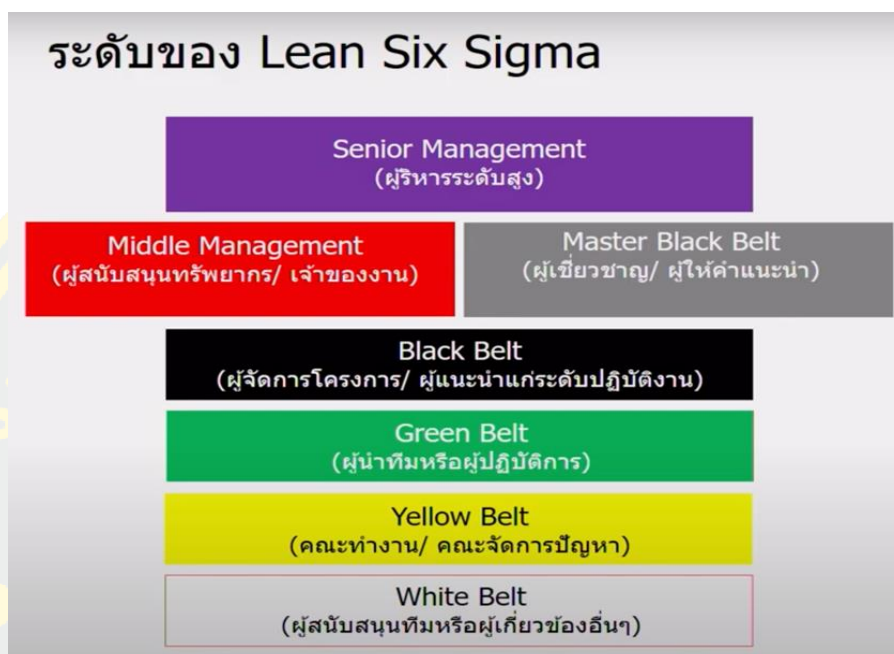 ระดับของ Lean Six Sigma
Senior Management
(ผู้ริหารระดับสูง)
Middle Management
(ผู้สนับสนุนทรัพยากร/ เจ้าของงาน)
Master Black Belt
(ผู้เชี่ยวชาญ/ ผู้ให้คำแนะนำ)
Black Belt
(ผู้จัดการโครงการ/ ผู้แนะนำแก่ระดับปฏิบัติงาน)
Green Belt
(ผู้นำทีมหรือผู้ปฏิบัติการ)
Yellow Belt
(คณะทำงาน/ คณะจัดการปัญหา)
White Belt
(ผู้สนับสนุนทีมหรือผู้เกี่ยวข้องอื่นๆ)